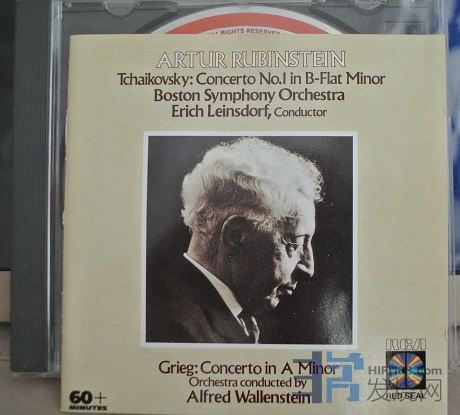 ALL RIGHTS RESERVED
ARTUR RUBINSTEIN
Tchaikovsky: Concerto No.1 in B-Flat Minor
Boston Symphony Orchestra
Erich Leinsdorf, Conductor
Grieg: Concerto in A Minor
Orchestra conducted by
Alfred Wallenstein
60+
MINUTES
RCA
RED SEAL